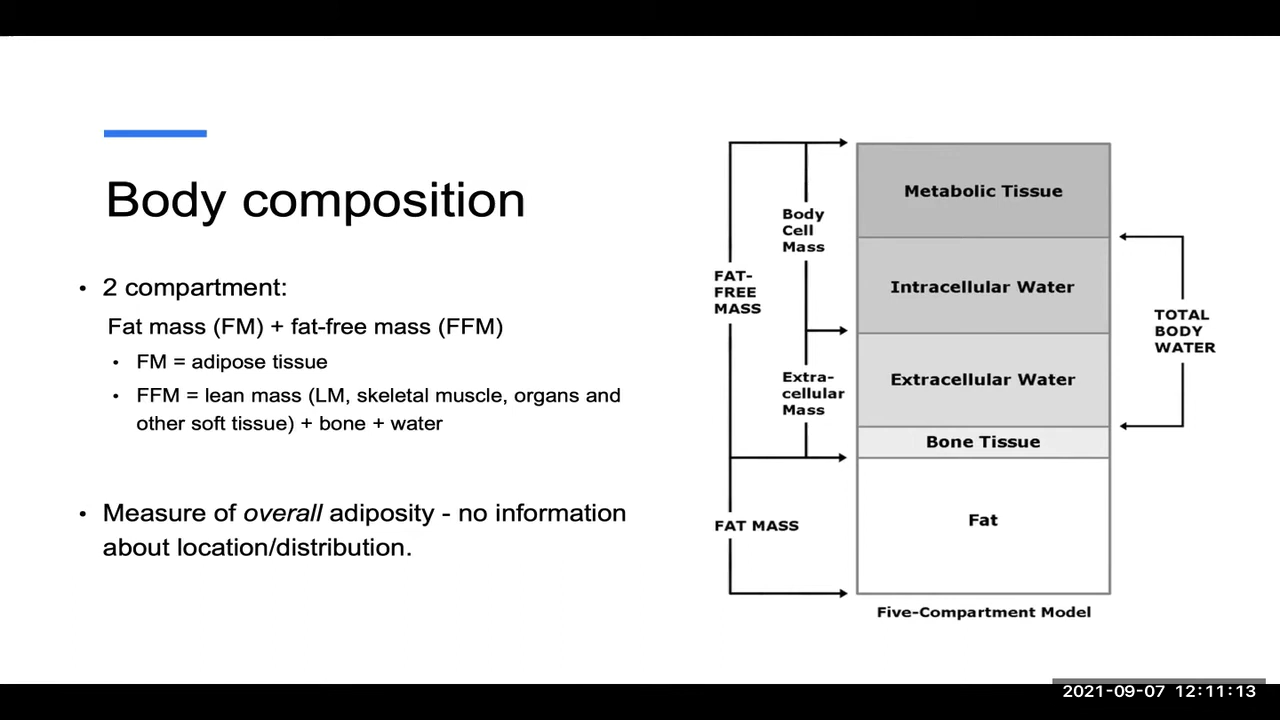 Body composition
• 2 compartment:
Fat mass (FM) + fat-free mass (FFM)
• FM = adipose tissue
• FFM = lean mass (LM, skeletal muscle, organs and
other soft tissue) + bone + water
• Measure of overall adiposity - no information
about location/distribution.
FAT-
FREE
MASS
FAT MASS
Body
Cell
Mass
Extra-
cellular
Mass
Metabolic Tissue
Intracellular Water
Extracellular Water
Bone Tissue
Fat
TOTAL
BODY
WATER
Five-Compartment Model
2021-09-07 12:11:13